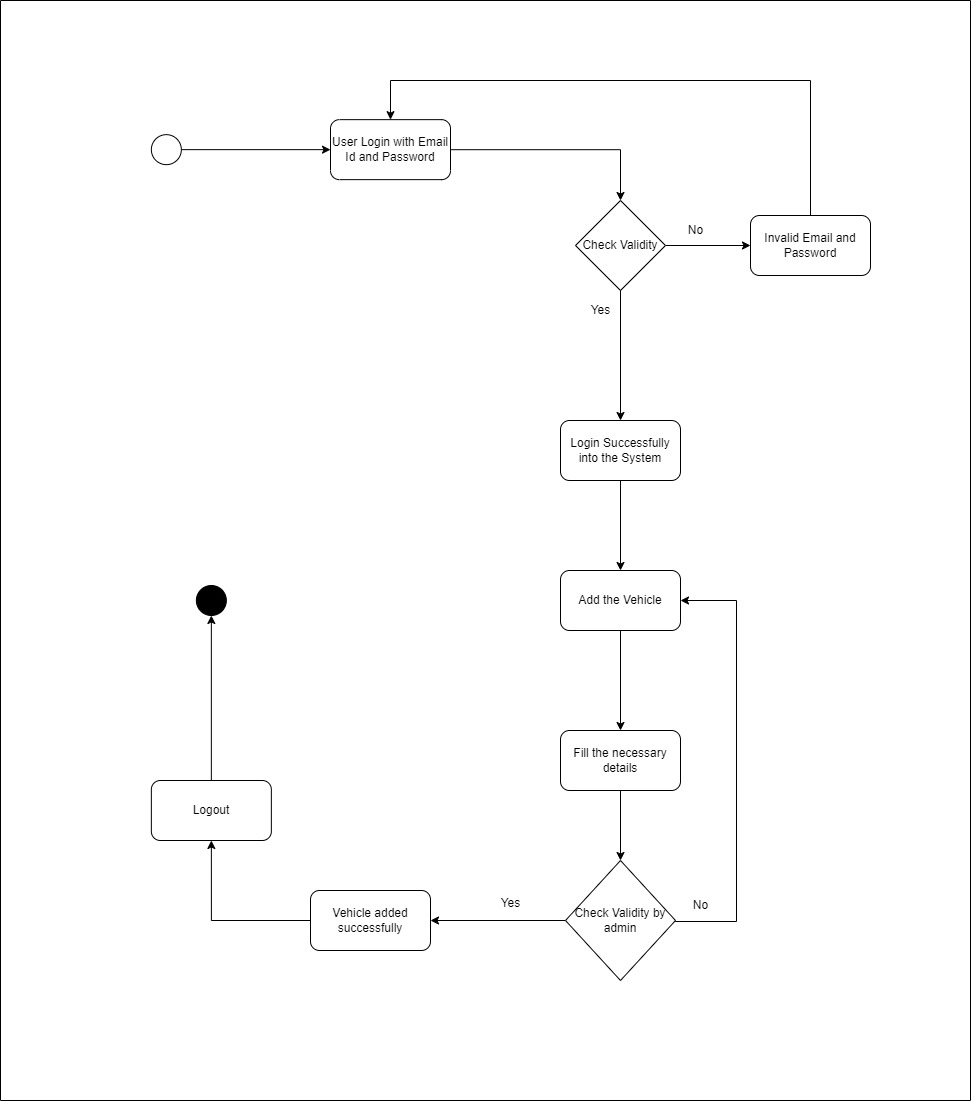 User Login with Email
Id and Password
Check Validity
No
Invalid Email and
Password
Yes
Login Successfully
into the System
Add the Vehicle
Fill the necessary
details
Check Validity by
admin
No
Yes
Vehicle added
successfully
Logout